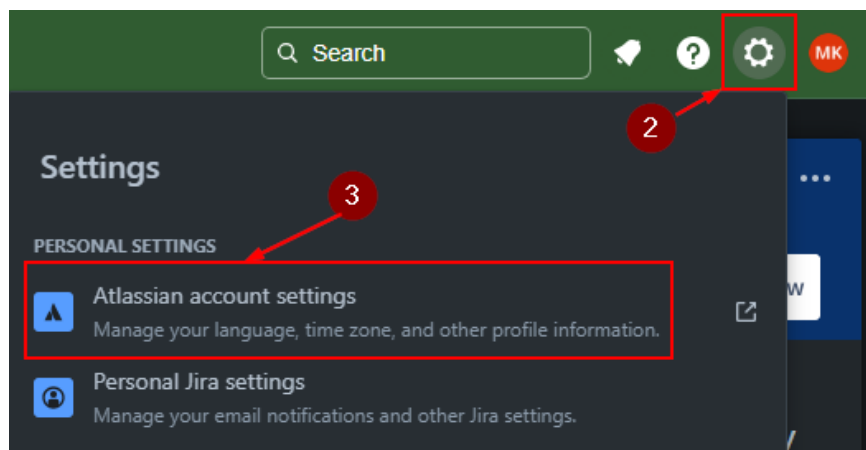 Search
?
MK
2
Settings
...
3
PERSONAL SETTINGS
Atlassian account settings
Manage your language, time zone, and other profile information.
w
Personal Jira settings
Manage your email notifications and other Jira settings.